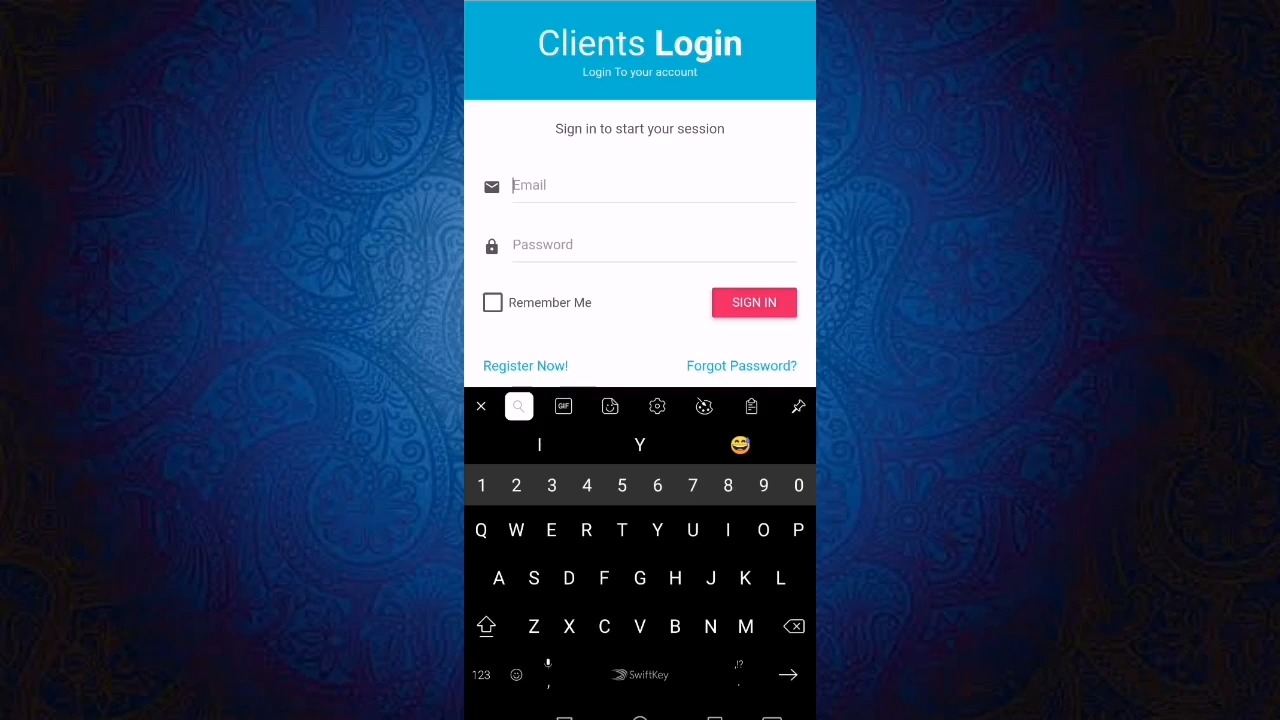 Clients Login
Login To your account
Sign in to start your session
Email
Password
Remember Me
SIGN IN
Register Now!
Forgot Password?
GIF
I Y
1 2 3 4 5 6 7 8 9 0
Q W E R T Y U I O P
A S D F G H J K L
Z X C V B N M
123 , SwiftKey ,!? .